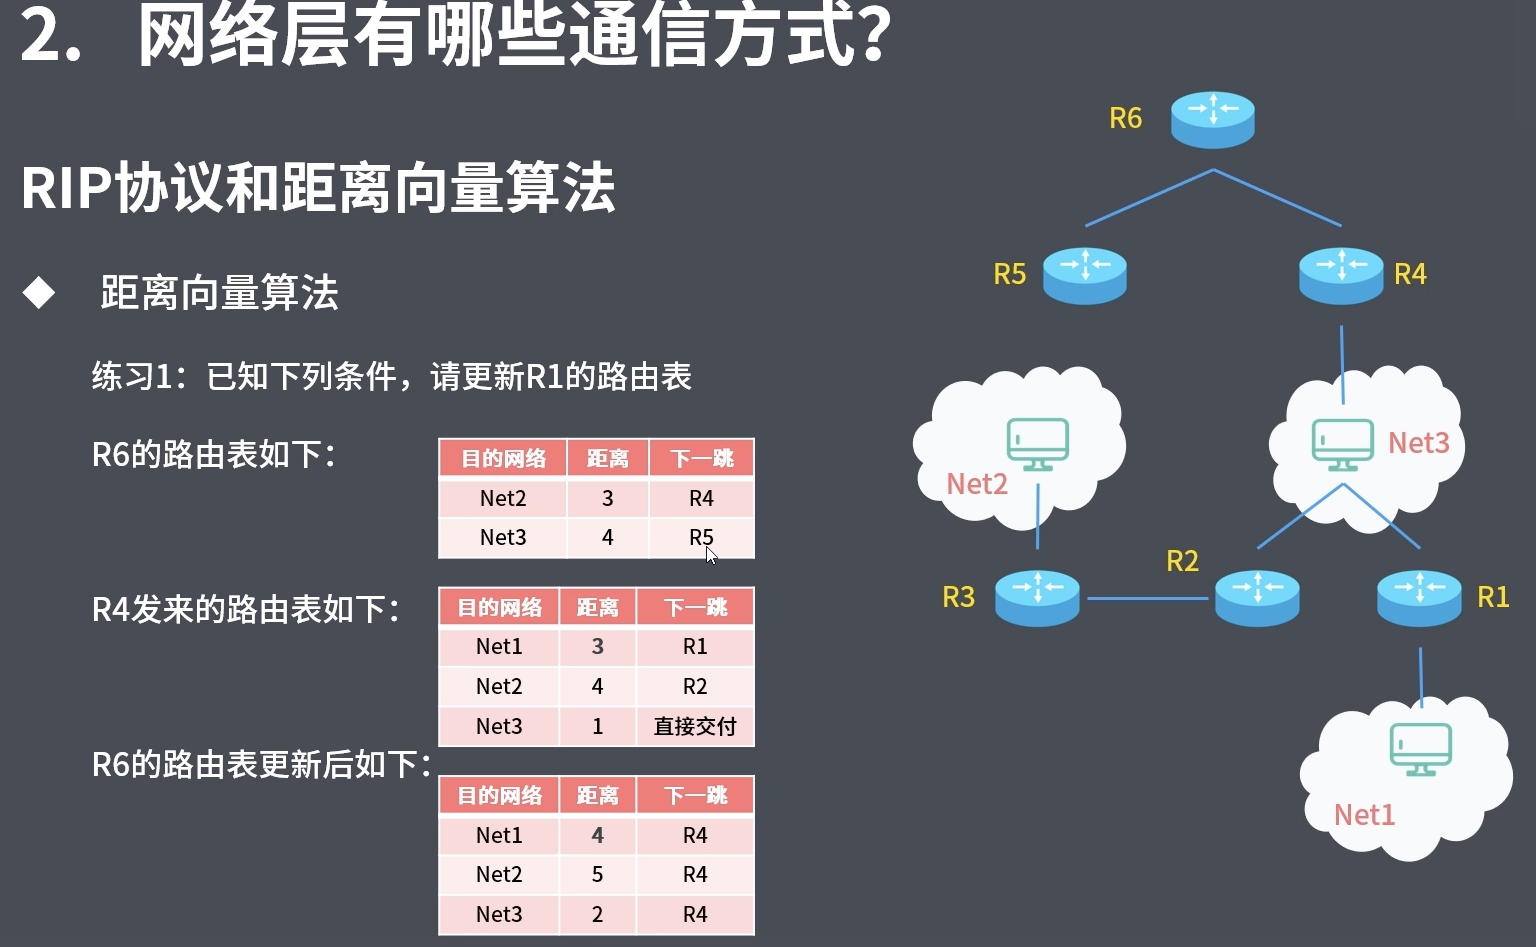 2. 网络层有哪些通信方式？
RIP协议和距离向量算法
◆ 距离向量算法
练习1：已知下列条件，请更新R1的路由表
R6的路由表如下：
目的网络 距离 下一跳
Net2 3 R4
Net3 4 R5
R4发来的路由表如下：
目的网络 距离 下一跳
Net1 3 R1
Net2 4 R2
Net3 1 直接交付
R6的路由表更新后如下：
目的网络 距离 下一跳
Net1 4 R4
Net2 5 R4
Net3 2 R4
R6
R5
R4
Net2
Net3
R3
R2
R1
Net1